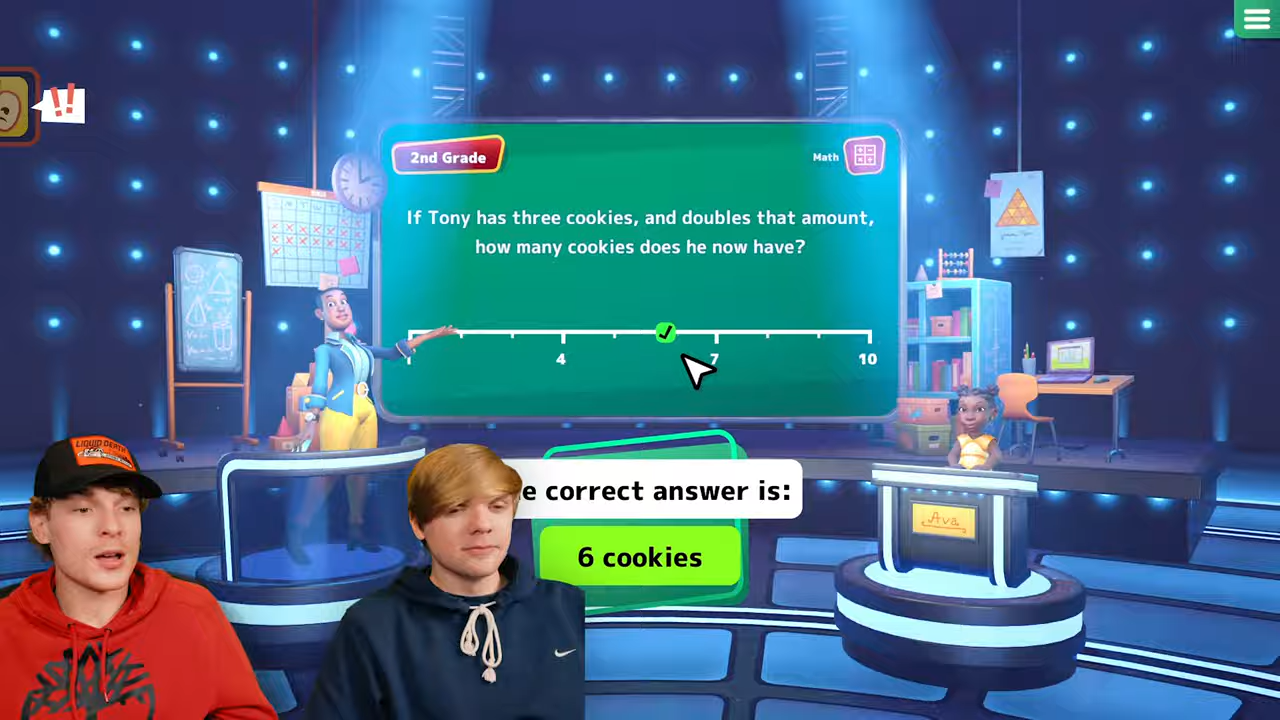 2nd Grade
Math
If Tony has three cookies, and doubles that amount,
how many cookies does he now have?
4
7
10
e correct answer is:
6 cookies
Ava
LIQUID DEATH
!!